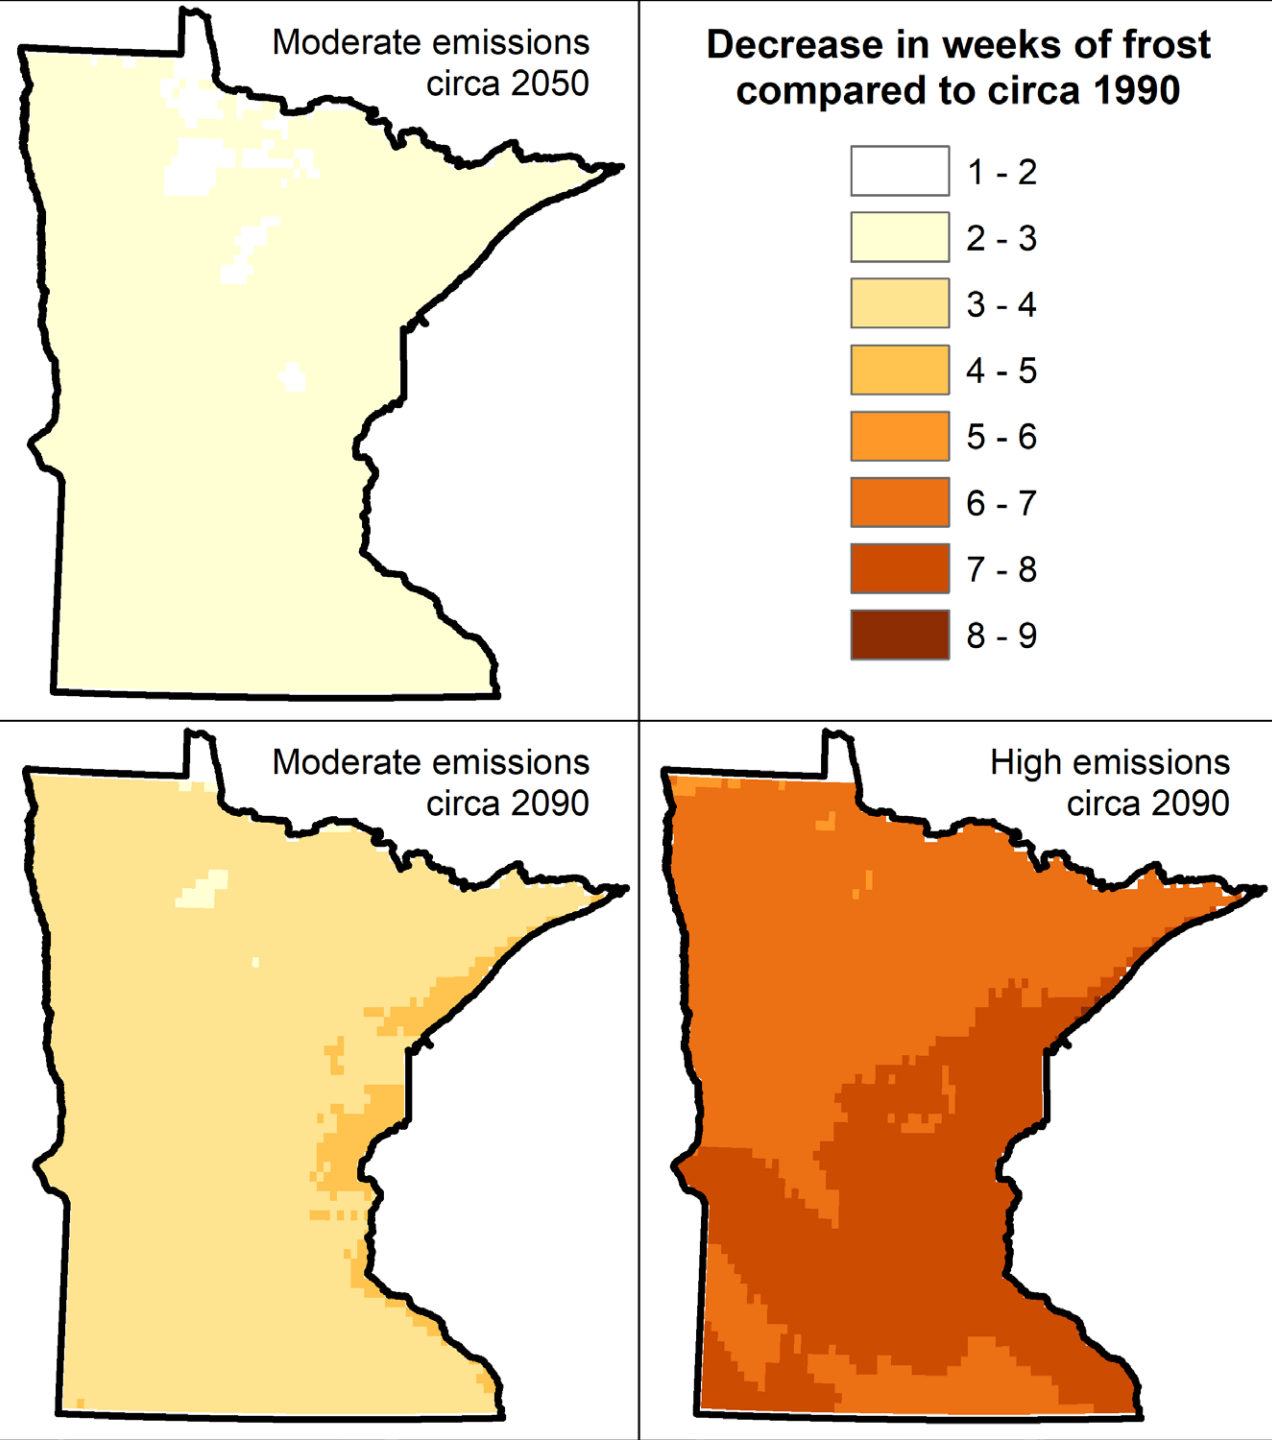 Moderate emissions
circa 2050
Decrease in weeks of frost
compared to circa 1990
1 - 2
2 - 3
3 - 4
4 - 5
5 - 6
6 - 7
7 - 8
8 - 9
Moderate emissions
circa 2090
High emissions
circa 2090